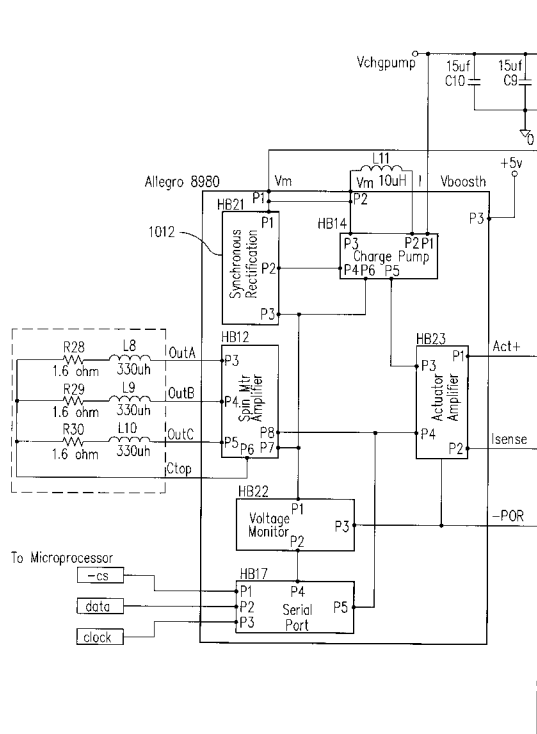 Vchgpump
15uf
C10
15uf
C9
0
+5v
L11
10uH
Allegro 8980
Vm
Vm
Vboosth
P1
P2
P3
HB21
P1
1012
Synchronous
Rectification
P2
P3
HB14
P3
P2
P1
Charge Pump
P4
P6
P5
HB12
P3
Spin Mtr
Amplifier
P4
P5
P6
P7
P8
HB23
P1
Act+
P3
Actuator
Amplifier
P4
P2
Isense
R28
1.6 ohm
L8
330uh
OutA
R29
1.6 ohm
L9
330uh
OutB
R30
1.6 ohm
L10
330uh
OutC
Ctop
HB22
P1
Voltage
Monitor
P3
P2
-POR
To Microprocessor
-cs
data
clock
HB17
P1
P4
P2
Serial
P5
P3
Port